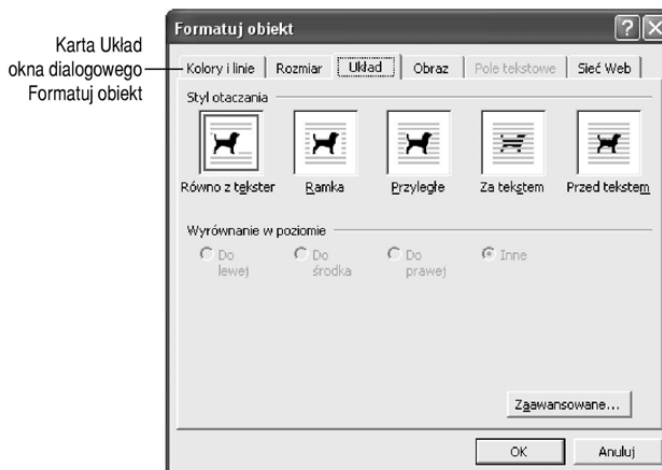 Karta Układ
okna dialogowego
Formatuj obiekt
Formatuj obiekt
Kolory i linie Rozmiar Układ Obraz Pole tekstowe Sieć Web
Styl otaczania
Równo z tekster Ramka Przyległe Za tekstem Przed tekstem
Wyrównanie w poziomie
Do lewej Do środka Do prawej Inne
Zaawansowane...
OK Anuluj